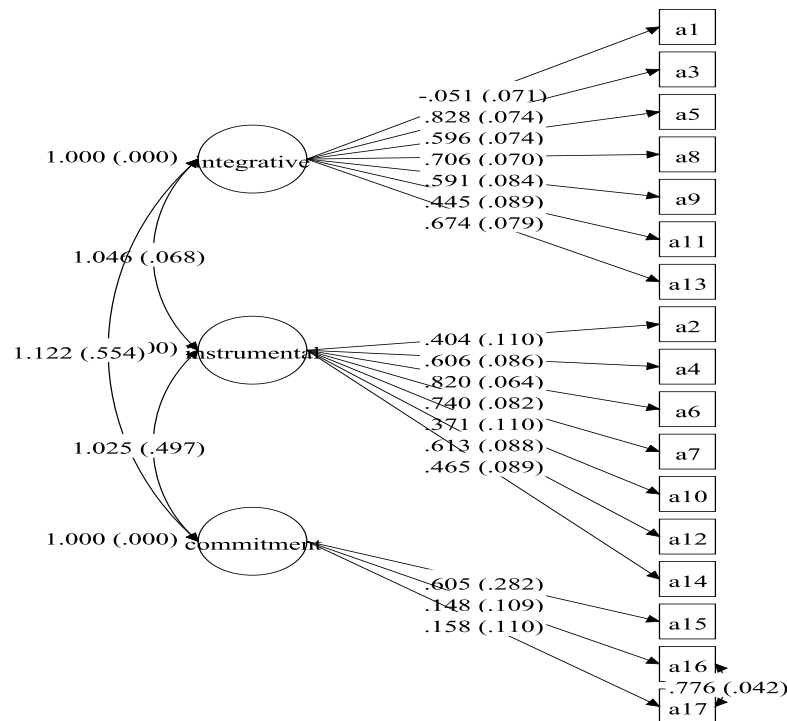 a1
a3
-.051 (.071)
.828 (.074)
a5
.596 (.074)
1.000 (.000)
integrative
.706 (.070)
a8
.591 (.084)
a9
.445 (.089)
.674 (.079)
a11
1.046 (.068)
a13
a2
.404 (.110)
1.122 (.554)
instrumental
.606 (.086)
a4
.820 (.064)
.740 (.082)
a6
.371 (.110)
1.025 (.497)
.613 (.088)
a7
.465 (.089)
a10
1.000 (.000)
commitment
a12
a14
.605 (.282)
.148 (.109)
a15
.158 (.110)
a16
.776 (.042)
a17